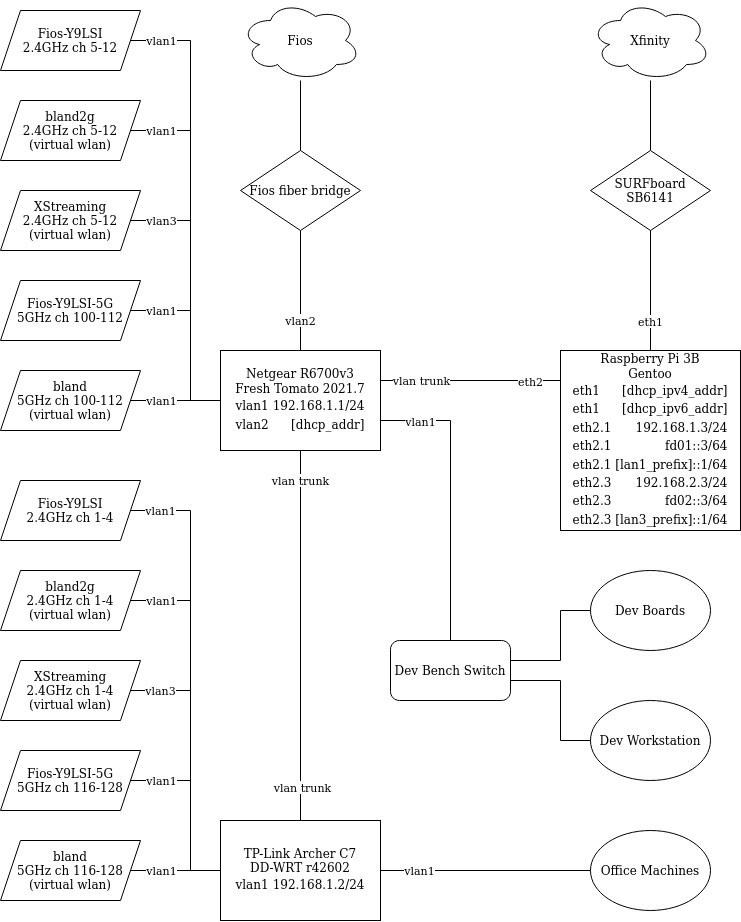 Fios-Y9LSI
2.4GHz ch 5-12
vlan1
bland2g
2.4GHz ch 5-12
(virtual wlan)
vlan1
XStreaming
2.4GHz ch 5-12
(virtual wlan)
vlan3
Fios-Y9LSI-5G
5GHz ch 100-112
vlan1
bland
5GHz ch 100-112
(virtual wlan)
vlan1
Fios
Fios fiber bridge
vlan2
Netgear R6700v3
Fresh Tomato 2021.7
vlan1 192.168.1.1/24
vlan2 [dhcp_addr]
vlan trunk
eth2
vlan1
vlan trunk
Xfinity
SURFboard
SB6141
eth1
Raspberry Pi 3B
Gentoo
eth1 [dhcp_ipv4_addr]
eth1 [dhcp_ipv6_addr]
eth2.1 192.168.1.3/24
eth2.1 fd01::3/64
eth2.1 [lan1_prefix]::1/64
eth2.3 192.168.2.3/24
eth2.3 fd02::3/64
eth2.3 [lan3_prefix]::1/64
Fios-Y9LSI
2.4GHz ch 1-4
vlan1
bland2g
2.4GHz ch 1-4
(virtual wlan)
vlan1
XStreaming
2.4GHz ch 1-4
(virtual wlan)
vlan3
Fios-Y9LSI-5G
5GHz ch 116-128
vlan1
bland
5GHz ch 116-128
(virtual wlan)
vlan1
Dev Bench Switch
Dev Boards
Dev Workstation
vlan trunk
TP-Link Archer C7
DD-WRT r42602
vlan1 192.168.1.2/24
vlan1
Office Machines